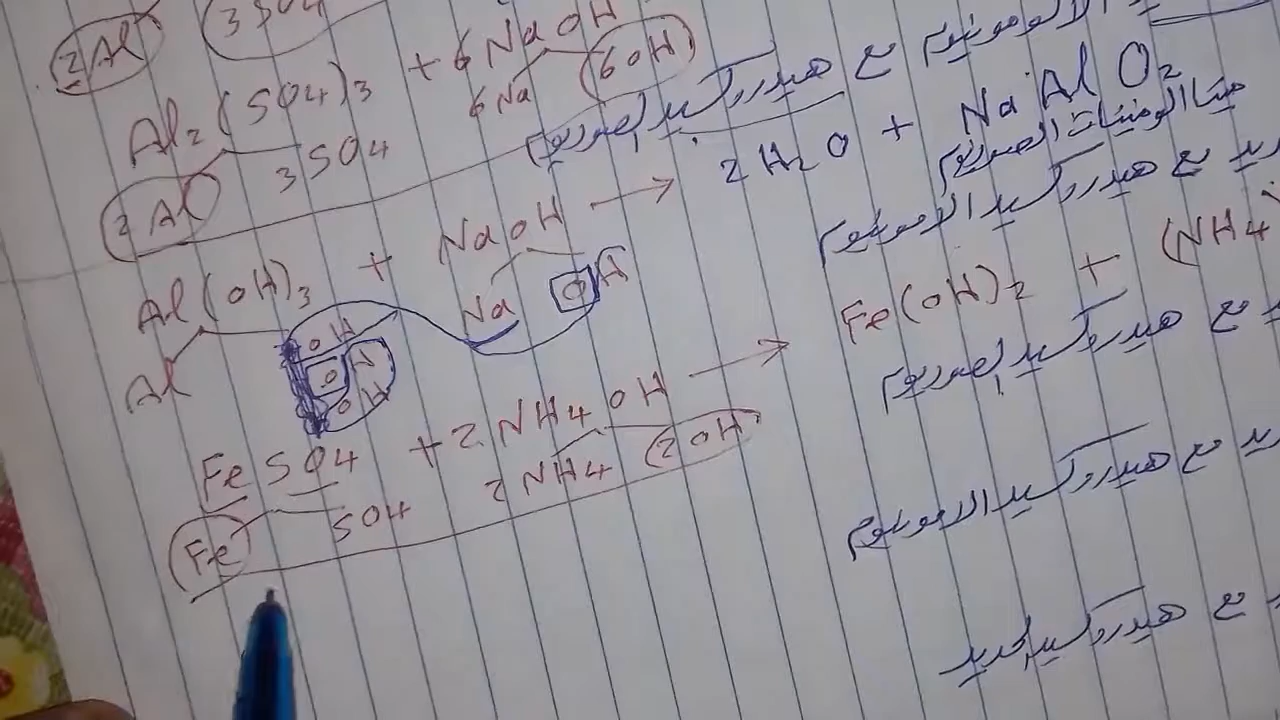 2Al 3SO4
Al₂(SO4)₃ + 6NaOH
2Al 3SO4 6Na 6OH
الألومونيوم مع هيدروكسيد الصوديوم
Al(OH)₃ + NaOH → 2H₂O + NaAlO₂
ميتا ألومينات الصوديوم
Al OH OH OH Na OH
مع هيدروكسيد الامونيوم
FeSO4 + 2NH4OH → Fe(OH)₂ + (NH4
Fe SO4 2NH4 2OH
مع هيدروكسيد الصوديوم
مع هيدروكسيد الامونيوم
مع هيدروكسيد الحديد